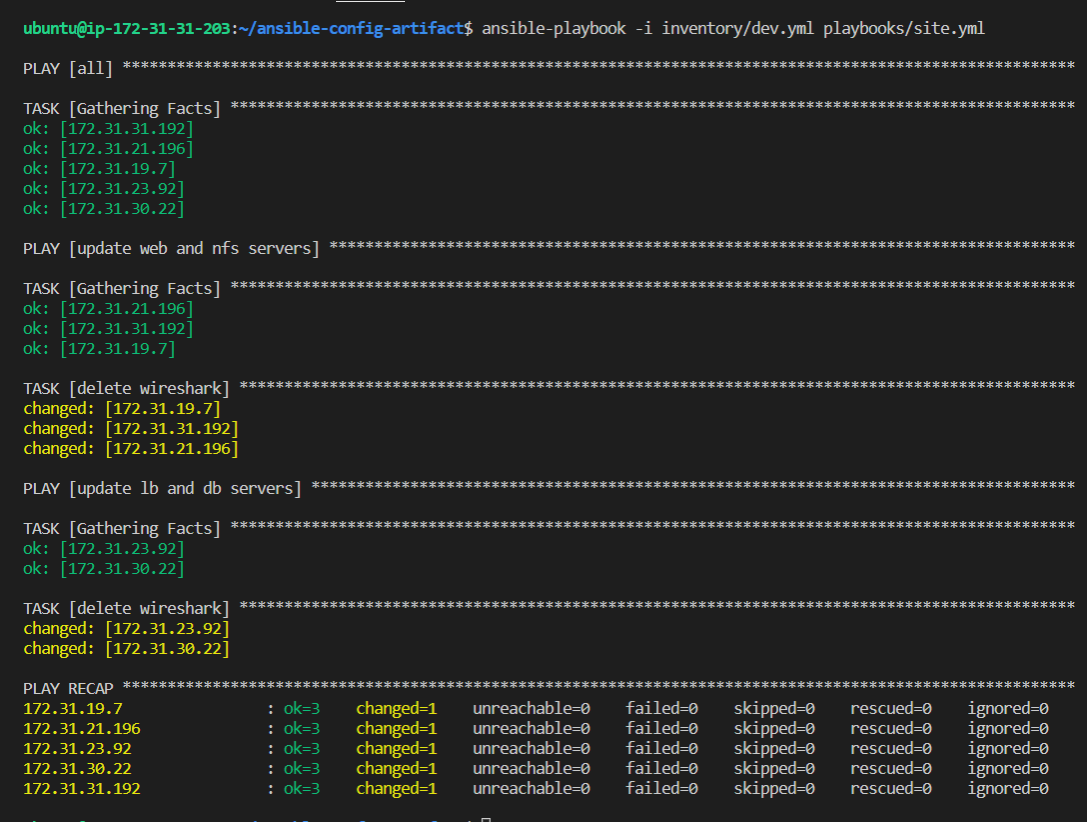 ubuntu@ip-172-31-31-203:~/ansible-config-artifact$ ansible-playbook -i inventory/dev.yml playbooks/site.yml
PLAY [all] **********************************************************************************************************
TASK [Gathering Facts] **********************************************************************************************
ok: [172.31.31.192]
ok: [172.31.21.196]
ok: [172.31.19.7]
ok: [172.31.23.92]
ok: [172.31.30.22]
PLAY [update web and nfs servers] ***********************************************************************************
TASK [Gathering Facts] **********************************************************************************************
ok: [172.31.21.196]
ok: [172.31.31.192]
ok: [172.31.19.7]
TASK [delete wireshark] *********************************************************************************************
changed: [172.31.19.7]
changed: [172.31.31.192]
changed: [172.31.21.196]
PLAY [update lb and db servers] *************************************************************************************
TASK [Gathering Facts] **********************************************************************************************
ok: [172.31.23.92]
ok: [172.31.30.22]
TASK [delete wireshark] *********************************************************************************************
changed: [172.31.23.92]
changed: [172.31.30.22]
PLAY RECAP **********************************************************************************************************
172.31.19.7                : ok=3    changed=1    unreachable=0    failed=0    skipped=0    rescued=0    ignored=0
172.31.21.196              : ok=3    changed=1    unreachable=0    failed=0    skipped=0    rescued=0    ignored=0
172.31.23.92               : ok=3    changed=1    unreachable=0    failed=0    skipped=0    rescued=0    ignored=0
172.31.30.22               : ok=3    changed=1    unreachable=0    failed=0    skipped=0    rescued=0    ignored=0
172.31.31.192              : ok=3    changed=1    unreachable=0    failed=0    skipped=0    rescued=0    ignored=0